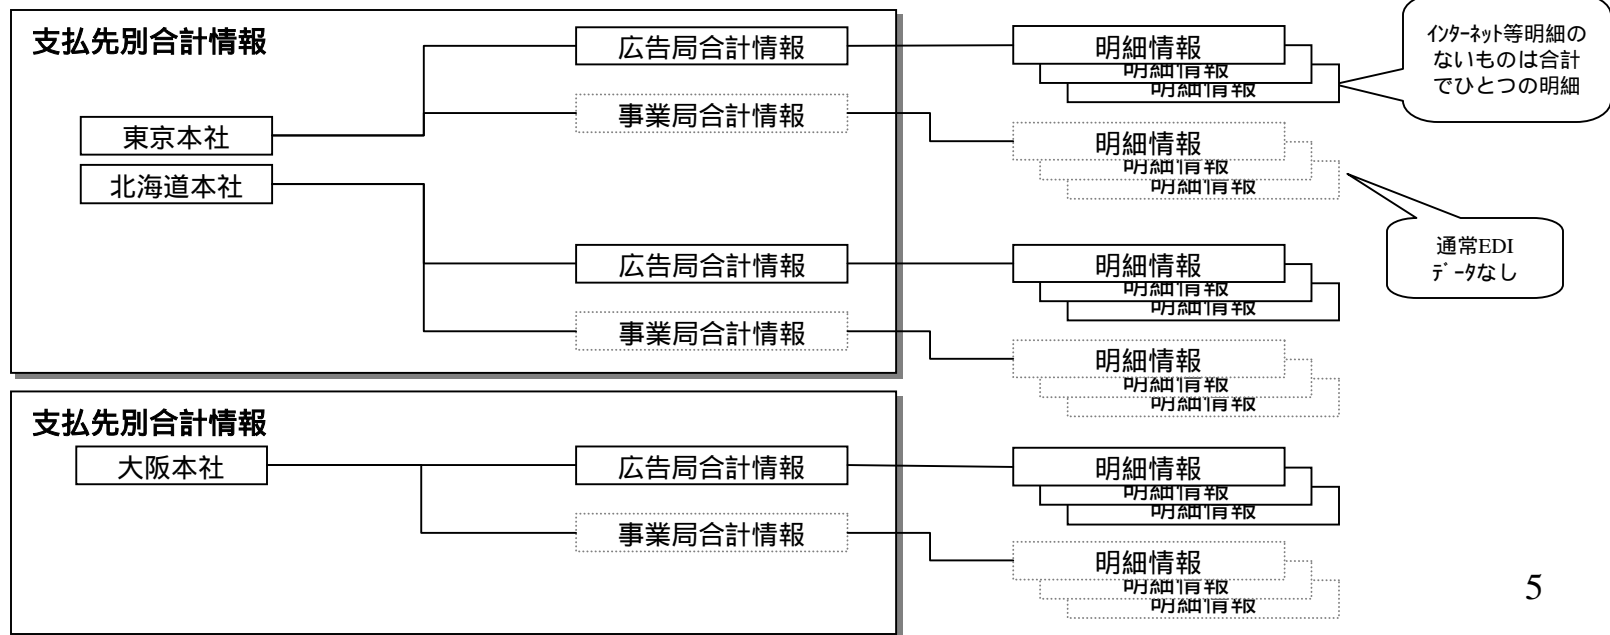 支払先別合計情報
広告局合計情報
明細情報
明細情報
明細情報
インターネット等明細の
ないものは合計
でひとつの明細
事業局合計情報
東京本社
明細情報
明細情報
明細情報
北海道本社
広告局合計情報
明細情報
明細情報
明細情報
通常EDI
データなし
事業局合計情報
明細情報
明細情報
明細情報
支払先別合計情報
大阪本社
広告局合計情報
明細情報
明細情報
明細情報
事業局合計情報
明細情報
明細情報
明細情報
5